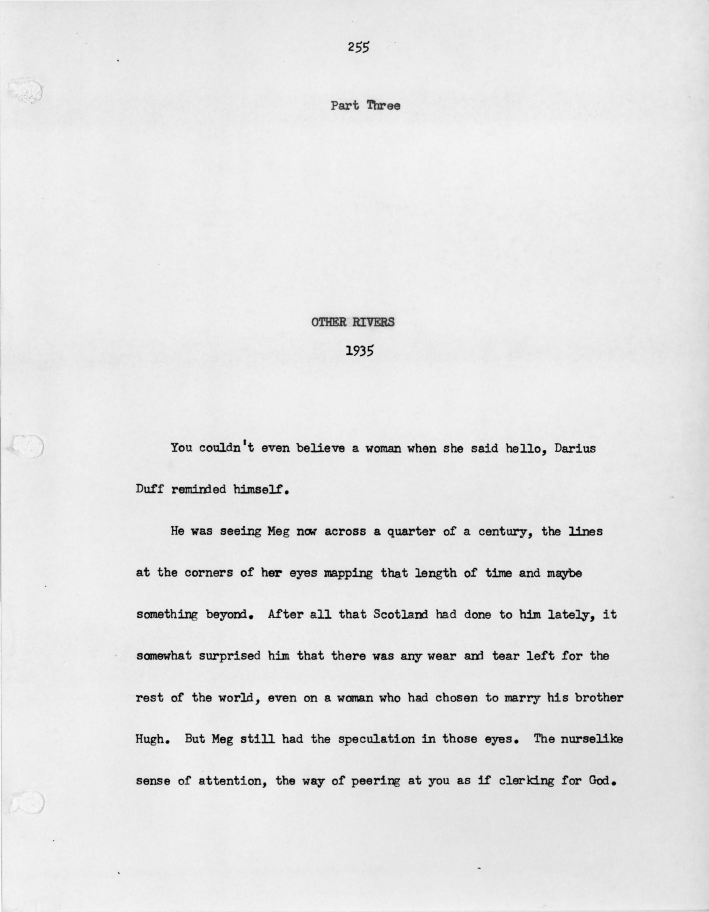 255
Part Three
OTHER RIVERS
1935
You couldn't even believe a woman when she said hello, Darius
Duff reminded himself.
He was seeing Meg now across a quarter of a century, the lines
at the corners of her eyes mapping that length of time and maybe
something beyond. After all that Scotland had done to him lately, it
somewhat surprised him that there was any wear and tear left for the
rest of the world, even on a woman who had chosen to marry his brother
Hugh. But Meg still had the speculation in those eyes. The nurselike
sense of attention, the way of peering at you as if clerking for God.